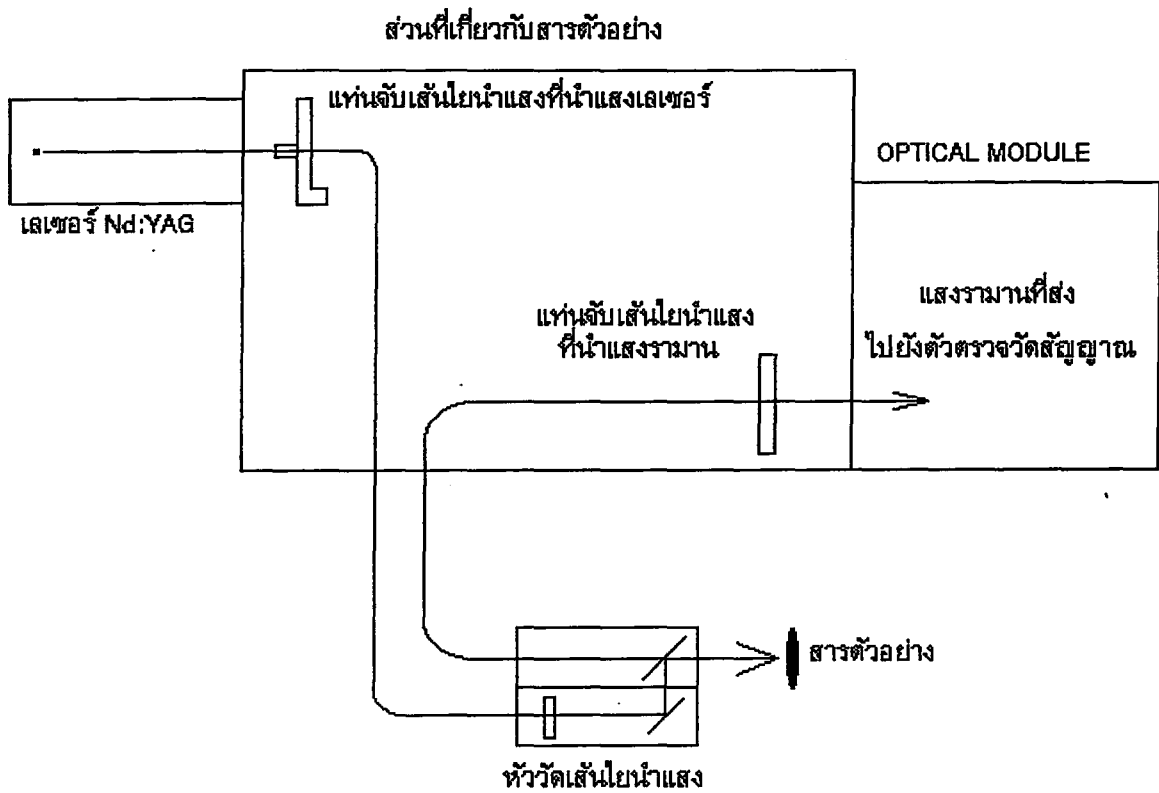 ส่วนที่เกี่ยวกับสารตัวอย่าง
แท่นจับเส้นใยนำแสงที่นำแสงเลเซอร์
OPTICAL MODULE
เลเซอร์ Nd:YAG
แท่นจับเส้นใยนำแสง
ที่นำแสงรามาน
แสงรามานที่ส่ง
ไปยังตัวตรวจวัดสัญญาณ
สารตัวอย่าง
หัววัดเส้นใยนำแสง